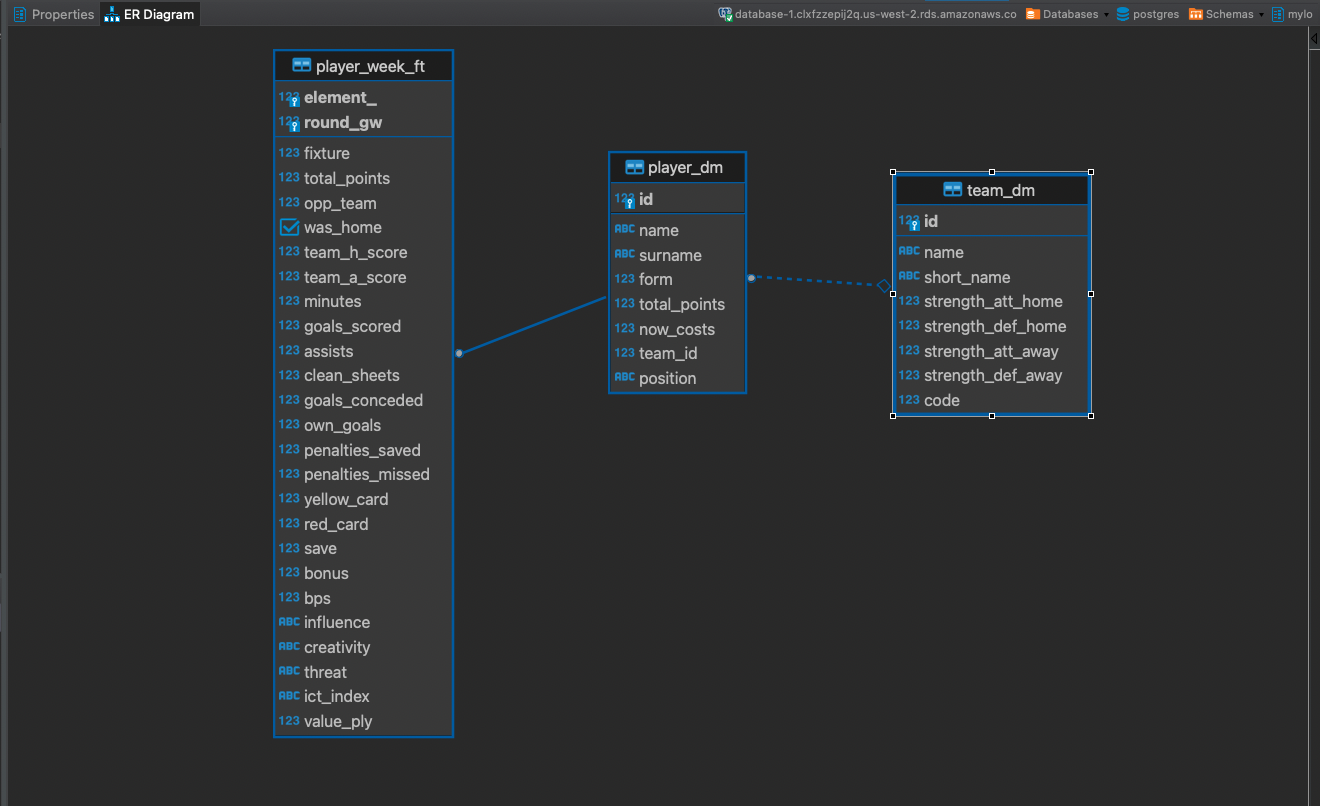 Properties
ER Diagram
database-1.clxfzzepij2q.us-west-2.rds.amazonaws.co
Databases
postgres
Schemas
mylo
player_week_ft
123 element_
123 round_gw
123 fixture
123 total_points
123 opp_team
was_home
123 team_h_score
123 team_a_score
123 minutes
123 goals_scored
123 assists
123 clean_sheets
123 goals_conceded
123 own_goals
123 penalties_saved
123 penalties_missed
123 yellow_card
123 red_card
123 save
123 bonus
123 bps
ABC influence
ABC creativity
ABC threat
ABC ict_index
123 value_ply
player_dm
123 id
ABC name
ABC surname
123 form
123 total_points
123 now_costs
123 team_id
ABC position
team_dm
123 id
ABC name
ABC short_name
123 strength_att_home
123 strength_def_home
123 strength_att_away
123 strength_def_away
123 code